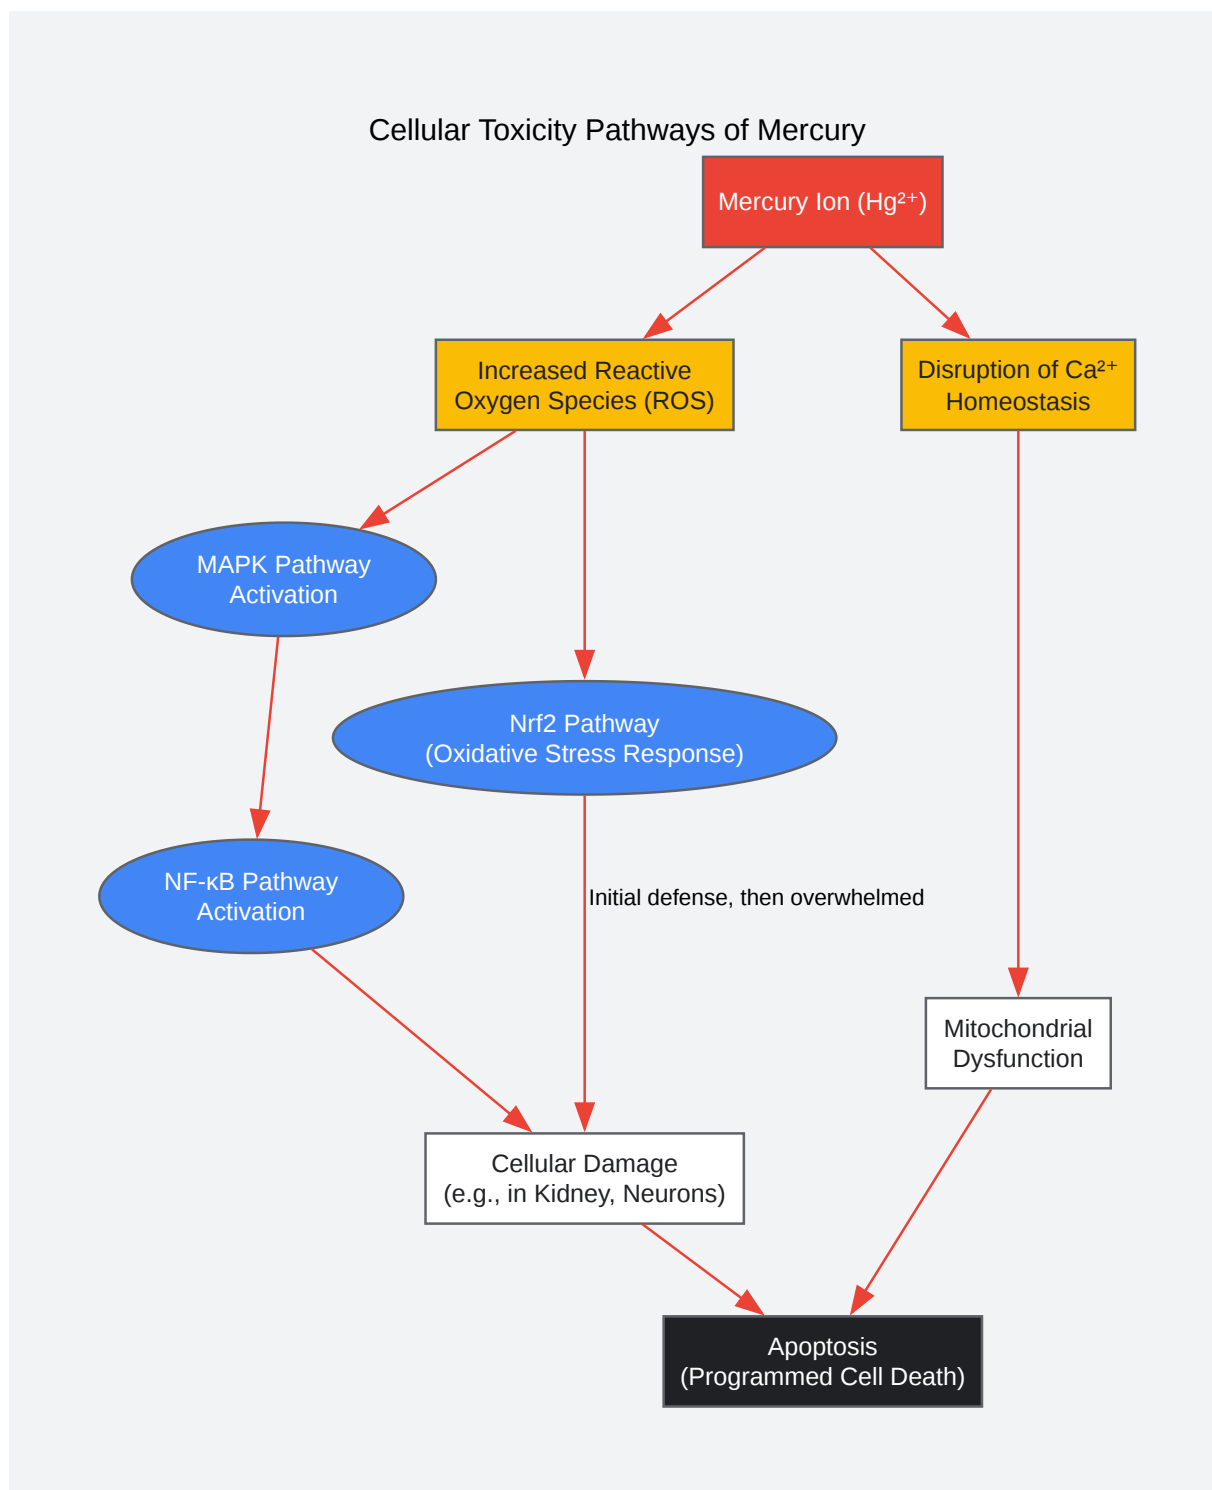 Cellular Toxicity Pathways of Mercury
Mercury Ion (Hg²⁺)
Increased Reactive
Oxygen Species (ROS)
Disruption of Ca²⁺
Homeostasis
MAPK Pathway
Activation
Nrf2 Pathway
(Oxidative Stress Response)
NF-κB Pathway
Activation
Initial defense, then overwhelmed
Mitochondrial
Dysfunction
Cellular Damage
(e.g., in Kidney, Neurons)
Apoptosis
(Programmed Cell Death)